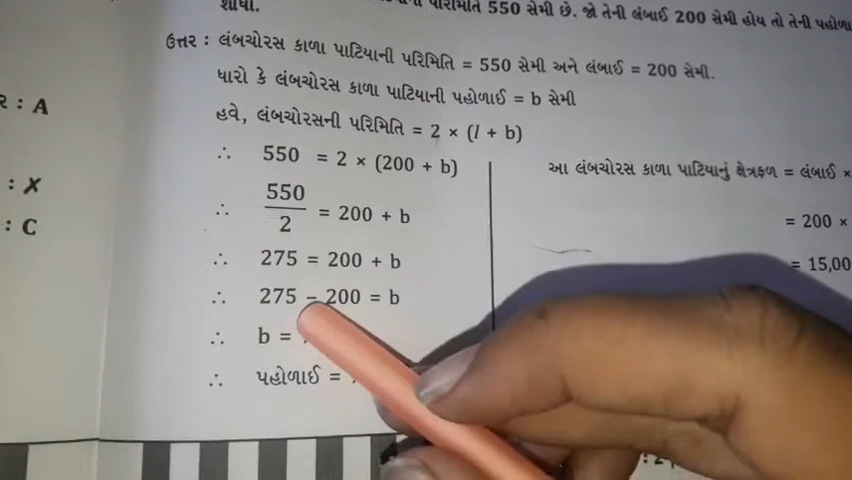 પરિમિતિ 550 સેમી છે. જો તેની લંબાઈ 200 સેમી હોય તો તેની પહોળા
શોધો.
ઉત્તર : લંબચોરસ કાળા પાટિયાની પરિમિતિ = 550 સેમી અને લંબાઈ = 200 સેમી.
ધારો કે લંબચોરસ કાળા પાટિયાની પહોળાઈ = b સેમી
હવે, લંબચોરસની પરિમિતિ = 2 × (l + b)
∴ 550 = 2 × (200 + b)
∴ 550/2 = 200 + b
∴ 275 = 200 + b
∴ 275 – 200 = b
∴ b =
∴ પહોળાઈ =
આ લંબચોરસ કાળા પાટિયાનું ક્ષેત્રફળ = લંબાઈ ×
= 200 ×
= 15,00
: A
: X
: C